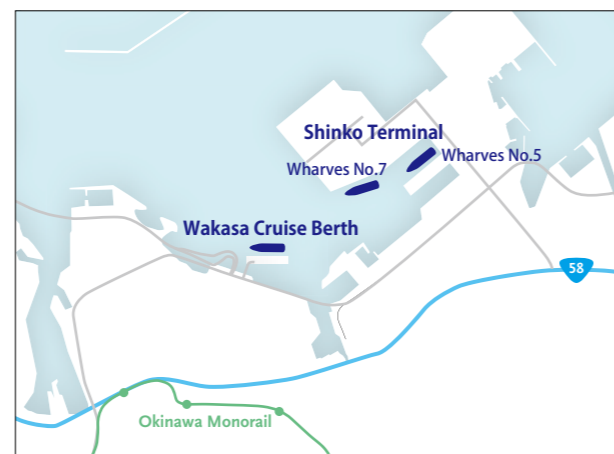 Shinko Terminal
Wharves No.7
Wharves No.5
Wakasa Cruise Berth
58
Okinawa Monorail